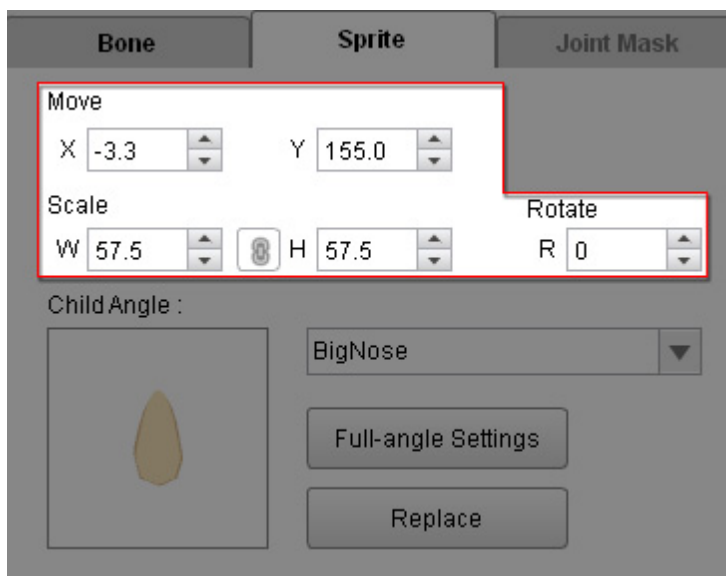 Bone Sprite Joint Mask
Move
X -3.3 Y 155.0
Scale Rotate
W 57.5 H 57.5 R 0
Child Angle :
BigNose
Full-angle Settings
Replace